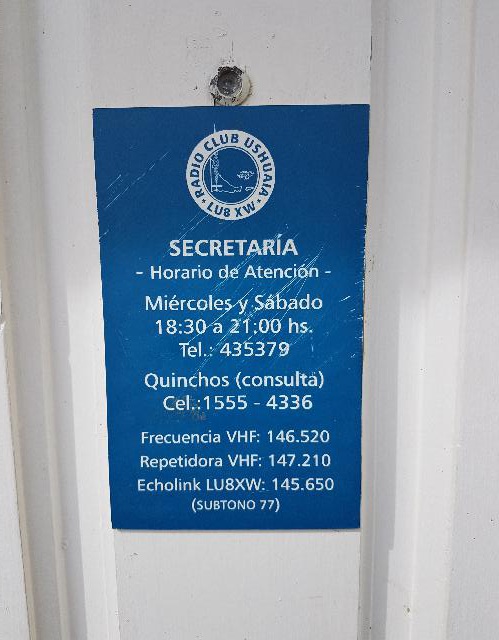 RADIO CLUB USHUAIA
• LU8 XW •
SECRETARÍA
- Horario de Atención -
Miércoles y Sábado
18:30 a 21:00 hs.
Tel.: 435379
Quinchos (consulta)
Cel.:1555 - 4336
Frecuencia VHF: 146.520
Repetidora VHF: 147.210
Echolink LU8XW: 145.650
(SUBTONO 77)